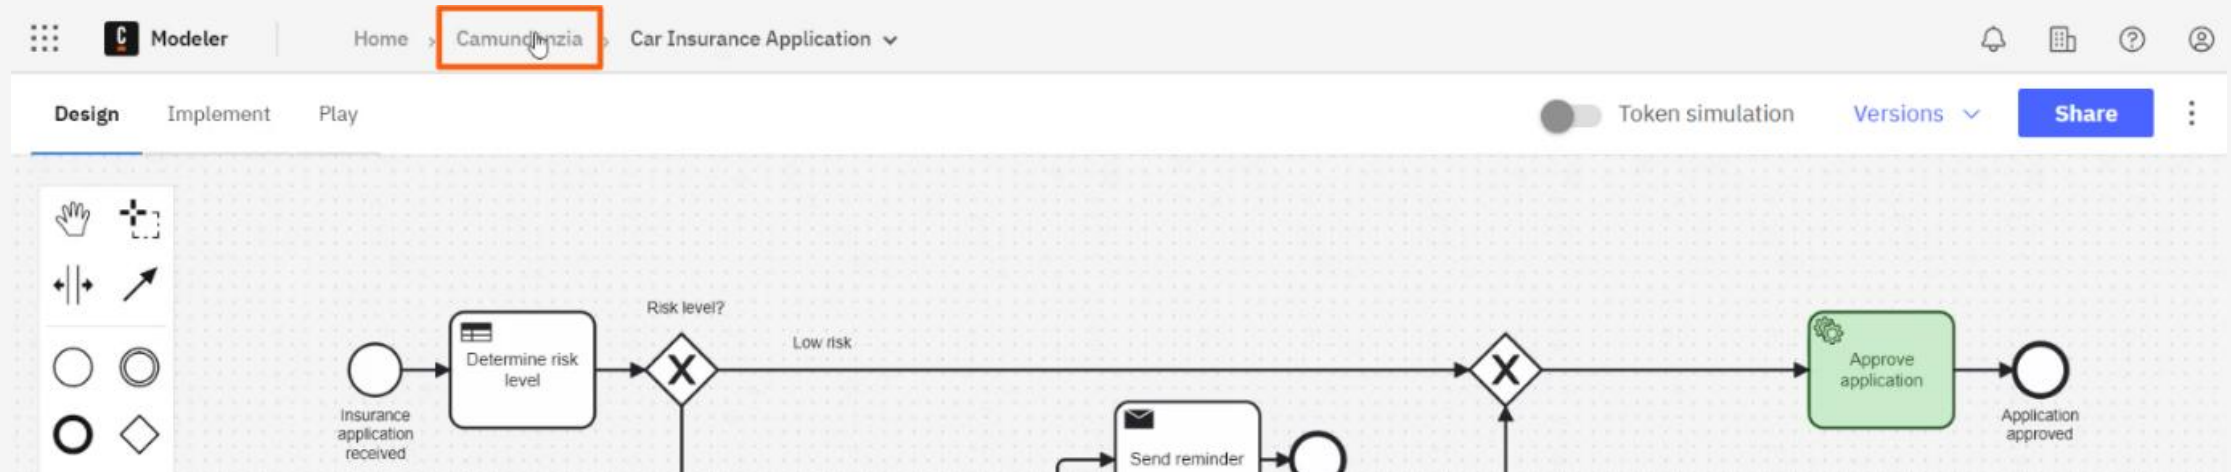 C Modeler
Home > Camundanzia > Car Insurance Application
Design Implement Play
Token simulation
Versions
Share
Risk level?
Low risk
Determine risk
level
X
X
Approve
application
Insurance
application
received
Application
approved
Send reminder